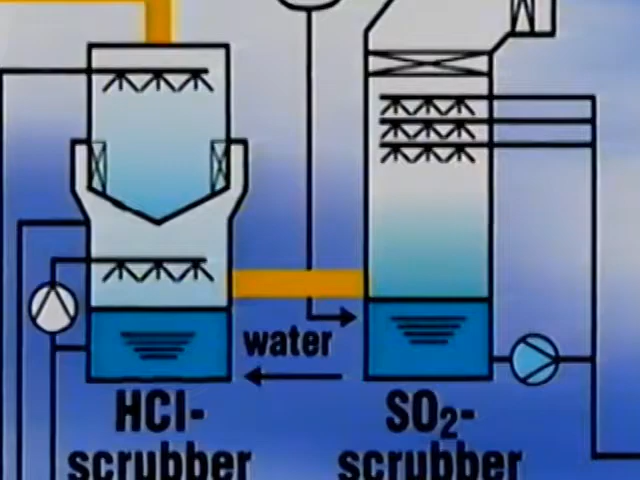 water
HCl-
scrubber
SO₂-
scrubber